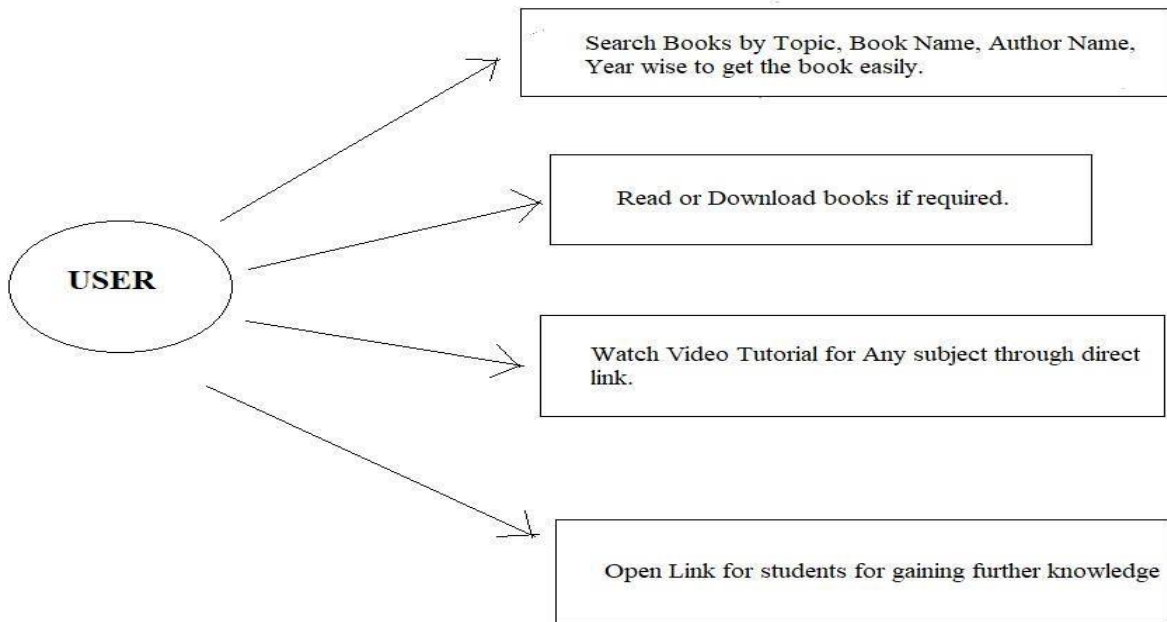 Search Books by Topic, Book Name, Author Name,
Year wise to get the book easily.
Read or Download books if required.
USER
Watch Video Tutorial for Any subject through direct
link.
Open Link for students for gaining further knowledge